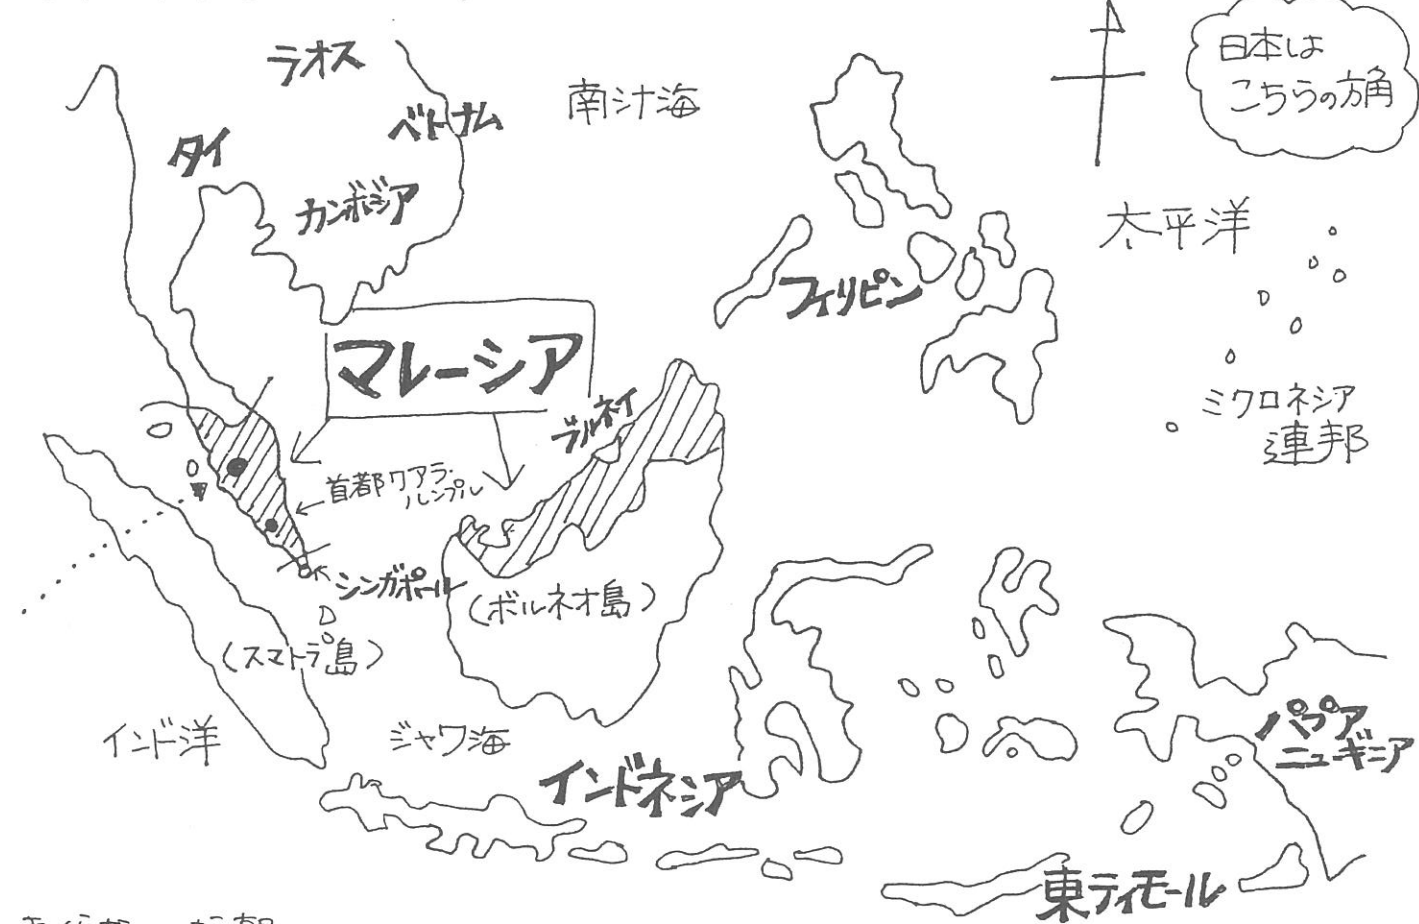 日本は
こちらの方角
ラオス
南汁海
ベトナム
タイ
カンボジア
太平洋
フィリピン
マレーシア
ブルネイ
ミクロネシア
連邦
首都クアラ・
ルンプル
シンガポール
(ボルネオ島)
(スマトラ島)
インド洋
ジャワ海
パプア
ニューギニア
インドネシア
東ティモール